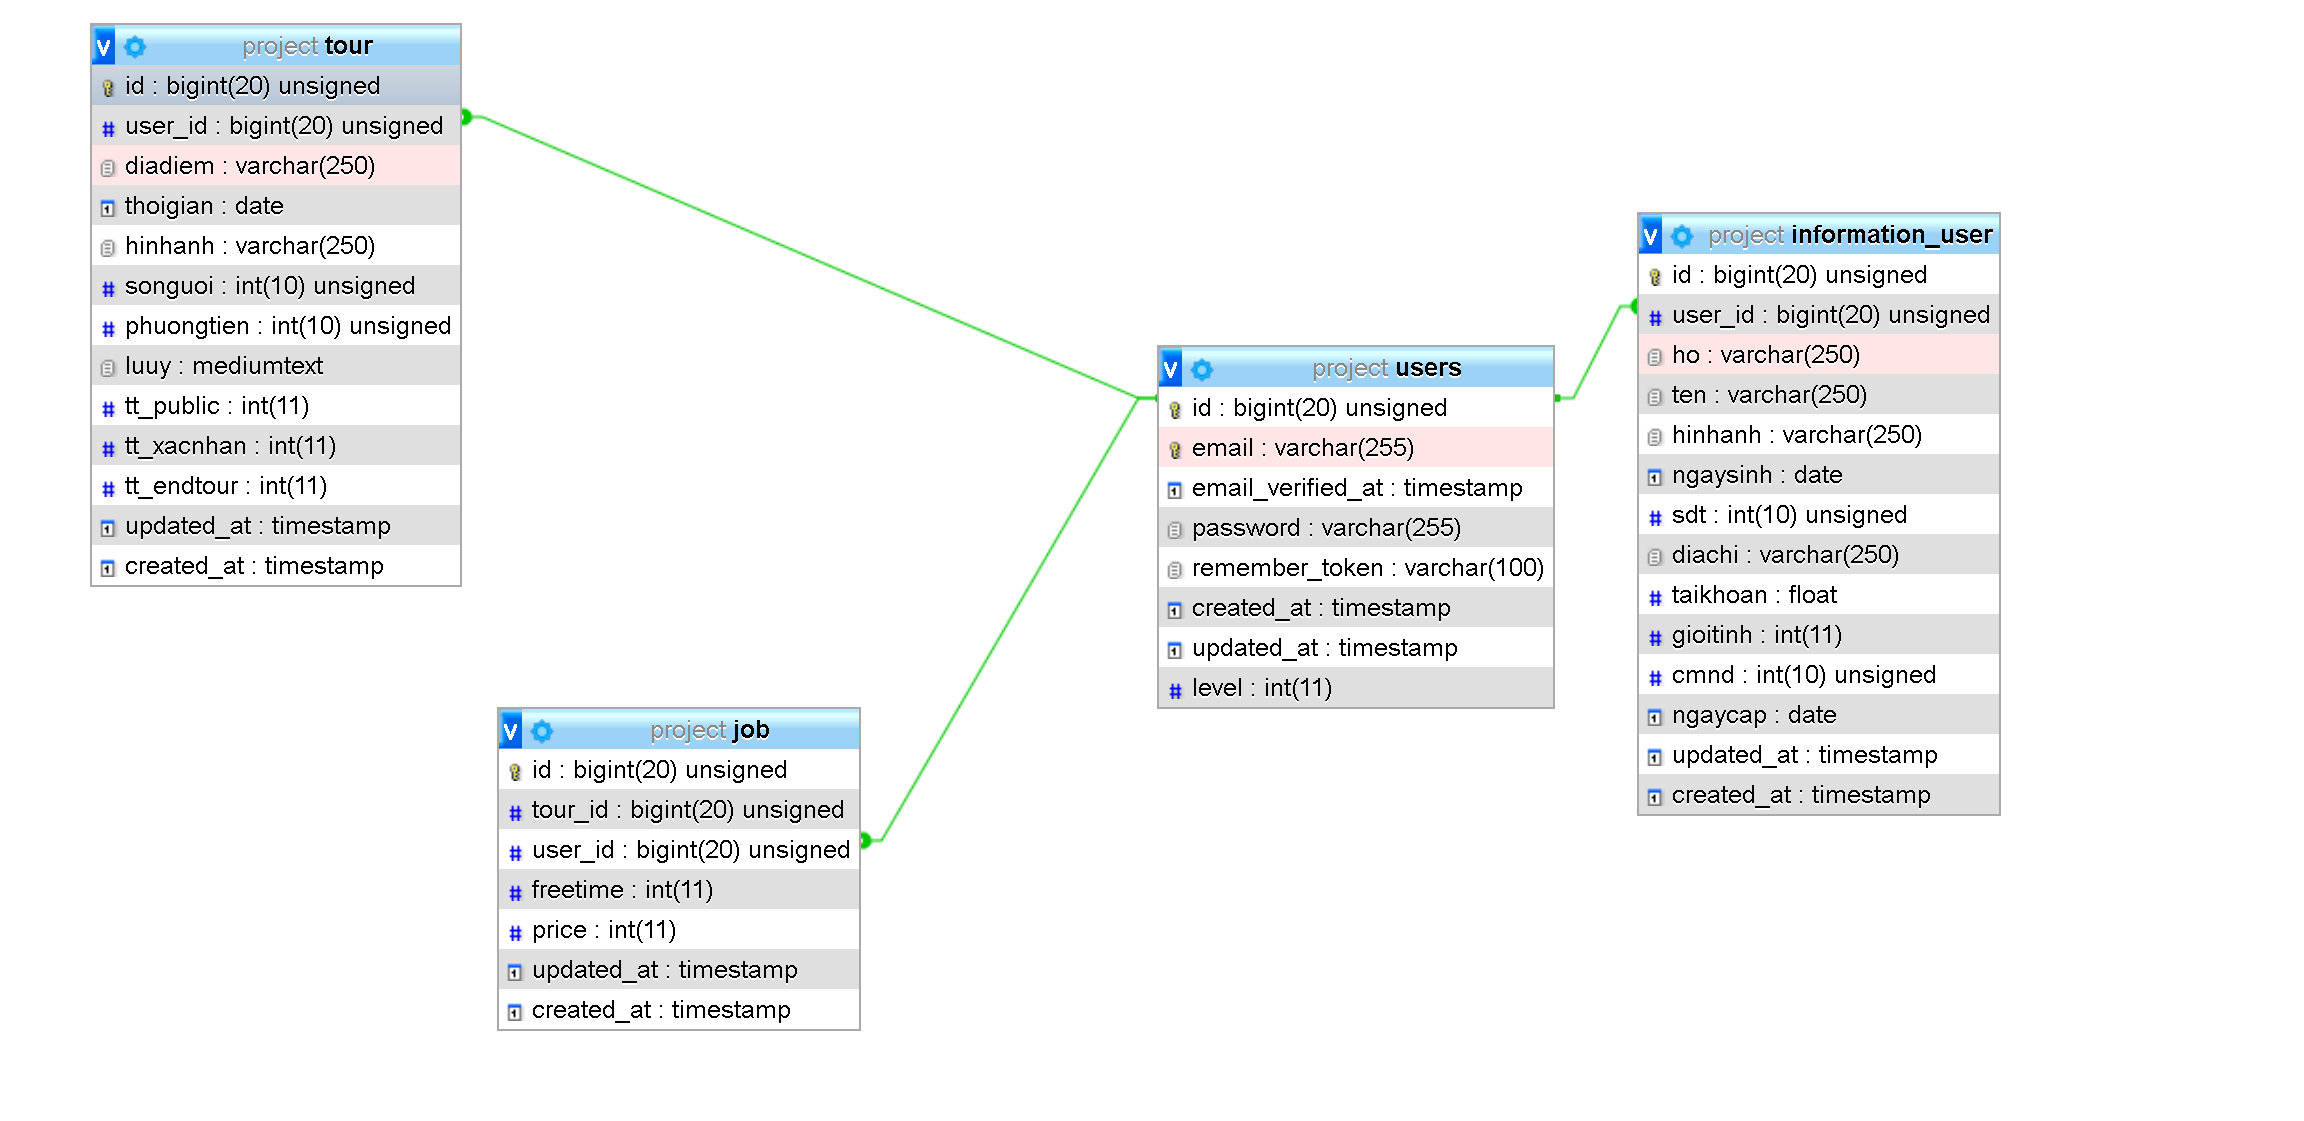 v project tour
id : bigint(20) unsigned
user_id : bigint(20) unsigned
diadiem : varchar(250)
thoigian : date
hinhanh : varchar(250)
songuoi : int(10) unsigned
phuongtien : int(10) unsigned
luuy : mediumtext
tt_public : int(11)
tt_xacnhan : int(11)
tt_endtour : int(11)
updated_at : timestamp
created_at : timestamp
v project job
id : bigint(20) unsigned
tour_id : bigint(20) unsigned
user_id : bigint(20) unsigned
freetime : int(11)
price : int(11)
updated_at : timestamp
created_at : timestamp
v project users
id : bigint(20) unsigned
email : varchar(255)
email_verified_at : timestamp
password : varchar(255)
remember_token : varchar(100)
created_at : timestamp
updated_at : timestamp
level : int(11)
v project information_user
id : bigint(20) unsigned
user_id : bigint(20) unsigned
ho : varchar(250)
ten : varchar(250)
hinhanh : varchar(250)
ngaysinh : date
sdt : int(10) unsigned
diachi : varchar(250)
taikhoan : float
gioitinh : int(11)
cmnd : int(10) unsigned
ngaycap : date
updated_at : timestamp
created_at : timestamp